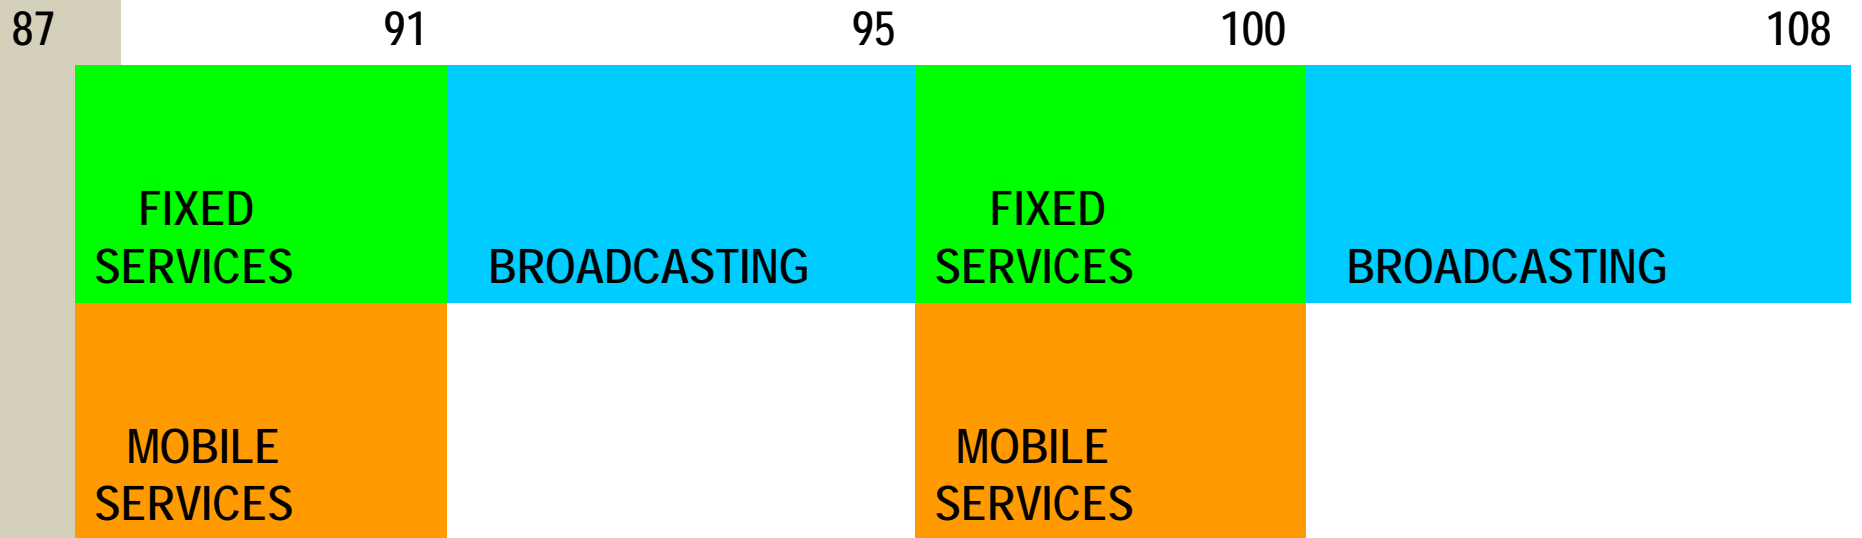 87 91 95 100 108
FIXED
SERVICES
BROADCASTING
FIXED
SERVICES
BROADCASTING
MOBILE
SERVICES
MOBILE
SERVICES